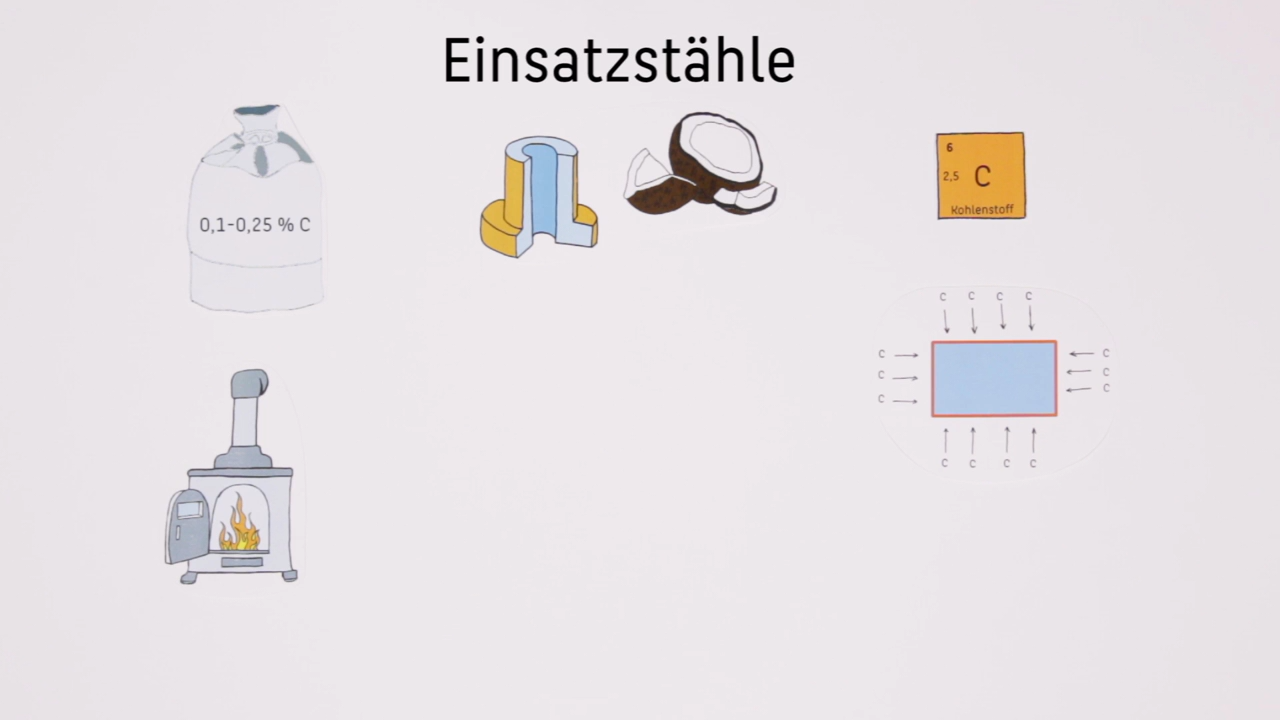 Einsatzstähle
0,1-0,25 % C
6
2,5 C
Kohlenstoff
C C C C
C C
C C
C C
C C C C